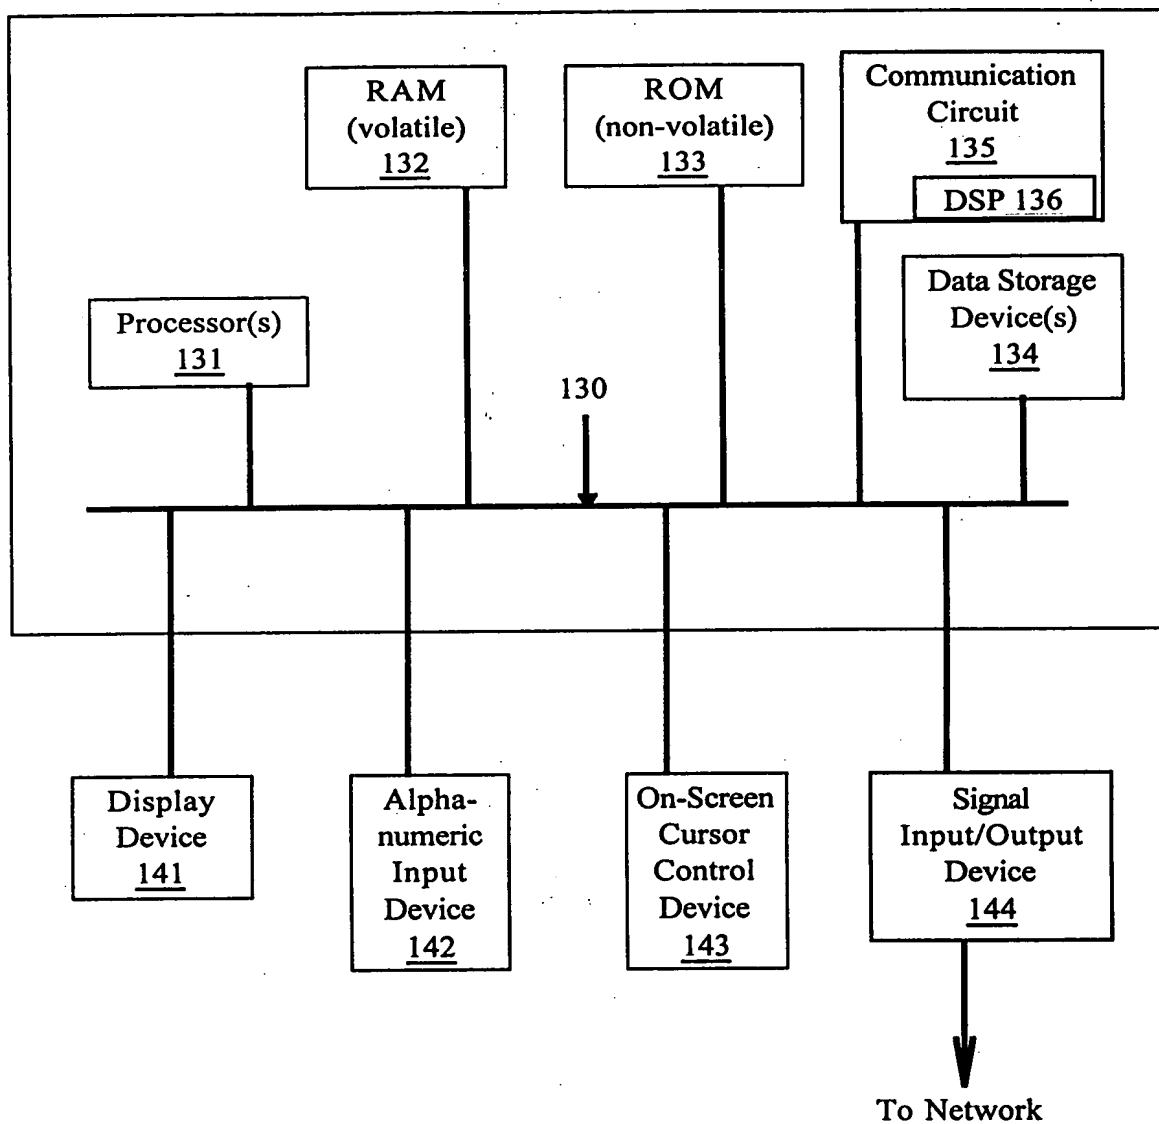 RAM
(volatile)
132
ROM
(non-volatile)
133
Communication
Circuit
135
DSP 136
Data Storage
Device(s)
134
Processor(s)
131
130
Display
Device
141
Alpha-
numeric
Input
Device
142
On-Screen
Cursor
Control
Device
143
Signal
Input/Output
Device
144
To Network